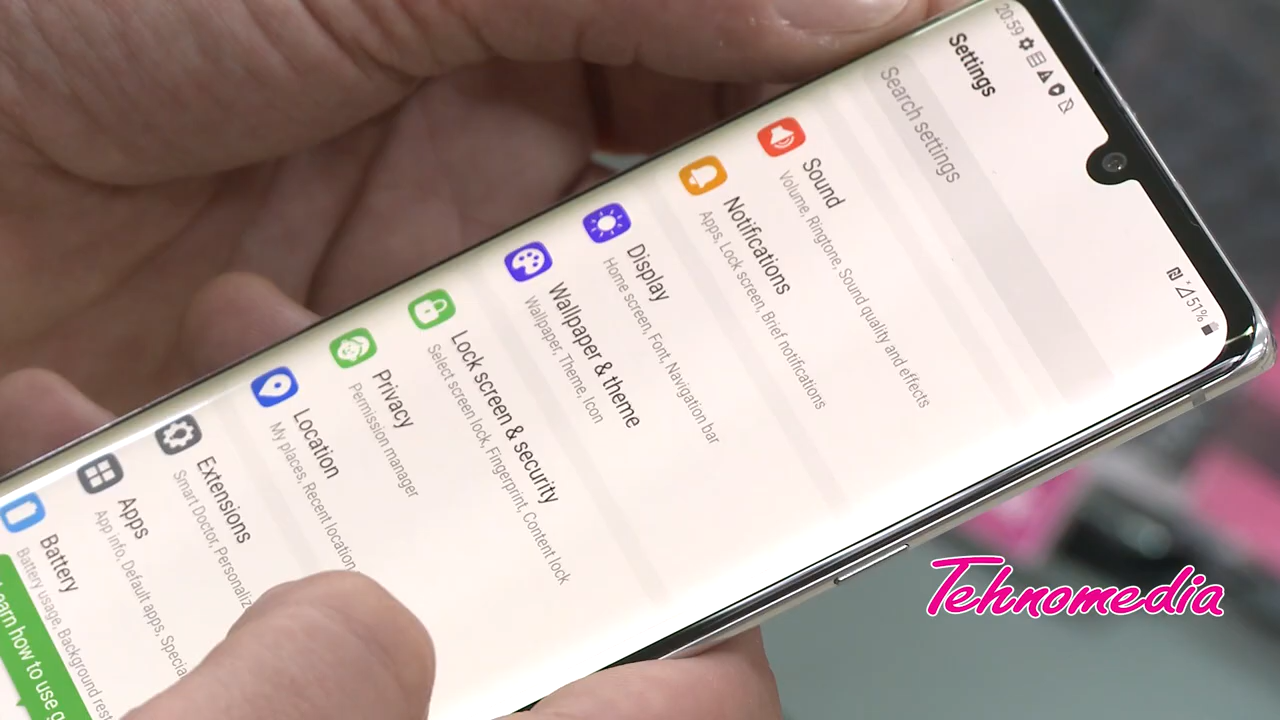 20:59
51%
Settings
Search settings
Sound
Volume, Ringtone, Sound quality and effects
Notifications
Apps, Lock screen, Brief notifications
Display
Home screen, Font, Navigation bar
Wallpaper & theme
Wallpaper, Theme, Icon
Lock screen & security
Select screen lock, Fingerprint, Content lock
Privacy
Permission manager
Location
My places, Recent location
Extensions
Smart Doctor, Personaliz
Apps
App info, Default apps, Specia
Battery
Battery usage, Background rest
earn how to use g
Tehnomedia